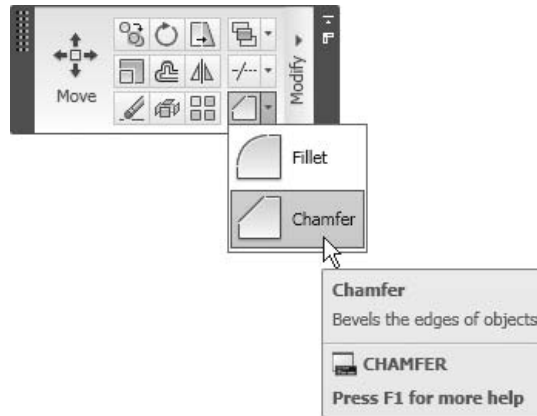 Move
Modify
Fillet
Chamfer
Chamfer
Bevels the edges of objects
CHAMFER
Press F1 for more help